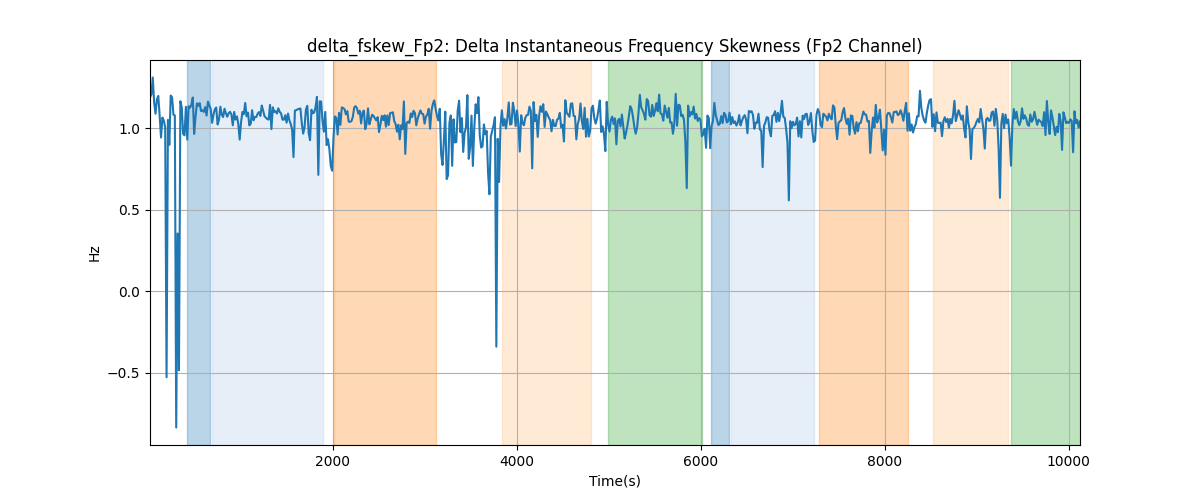 delta_fskew_Fp2: Delta Instantaneous Frequency Skewness (Fp2 Channel)
1.0
0.5
0.0
−0.5
Hz
2000 4000 6000 8000 10000
Time(s)